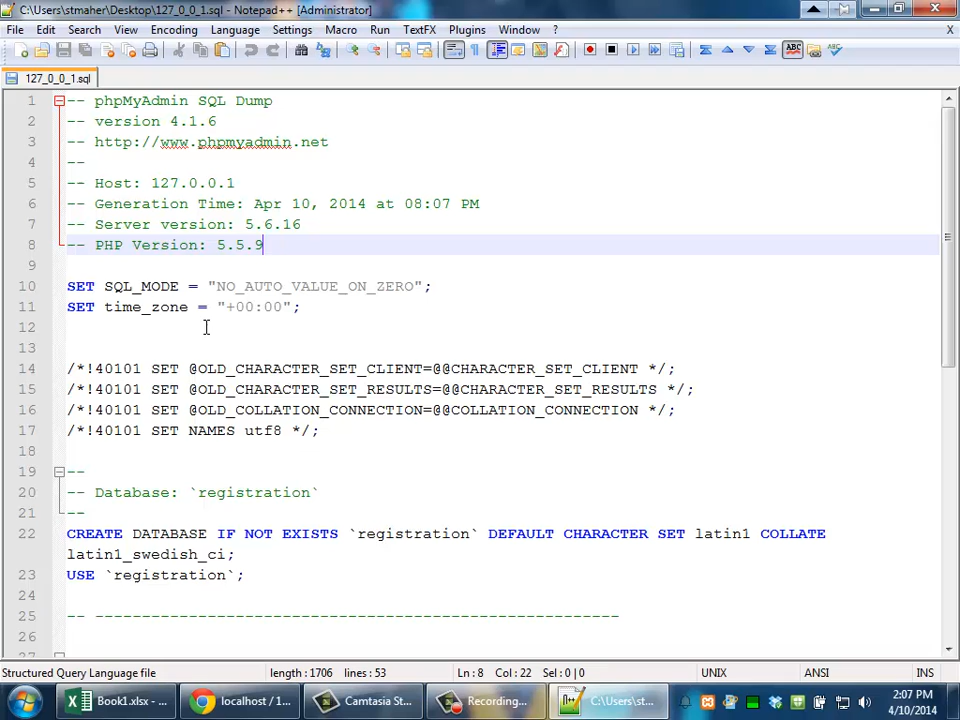 C:\Users\stmaher\Desktop\127_0_0_1.sql - Notepad++ [Administrator]
File Edit Search View Encoding Language Settings Macro Run TextFX Plugins Window ? X
127_0_0_1.sql
1 -- phpMyAdmin SQL Dump
2 -- version 4.1.6
3 -- http://www.phpmyadmin.net
4 --
5 -- Host: 127.0.0.1
6 -- Generation Time: Apr 10, 2014 at 08:07 PM
7 -- Server version: 5.6.16
8 -- PHP Version: 5.5.9
9
10 SET SQL_MODE = "NO_AUTO_VALUE_ON_ZERO";
11 SET time_zone = "+00:00";
12
13
14 /*!40101 SET @OLD_CHARACTER_SET_CLIENT=@@CHARACTER_SET_CLIENT */;
15 /*!40101 SET @OLD_CHARACTER_SET_RESULTS=@@CHARACTER_SET_RESULTS */;
16 /*!40101 SET @OLD_COLLATION_CONNECTION=@@COLLATION_CONNECTION */;
17 /*!40101 SET NAMES utf8 */;
18
19 --
20 -- Database: `registration`
21 --
22 CREATE DATABASE IF NOT EXISTS `registration` DEFAULT CHARACTER SET latin1 COLLATE
latin1_swedish_ci;
23 USE `registration`;
24
25 -- --------------------------------------------------------
26
27
Structured Query Language file length : 1706 lines : 53 Ln : 8 Col : 22 Sel : 0 | 0 UNIX ANSI INS
Book1.xlsx - ... localhost / 1... Camtasia St... Recording... C:\Users\st... 2:07 PM
4/10/2014